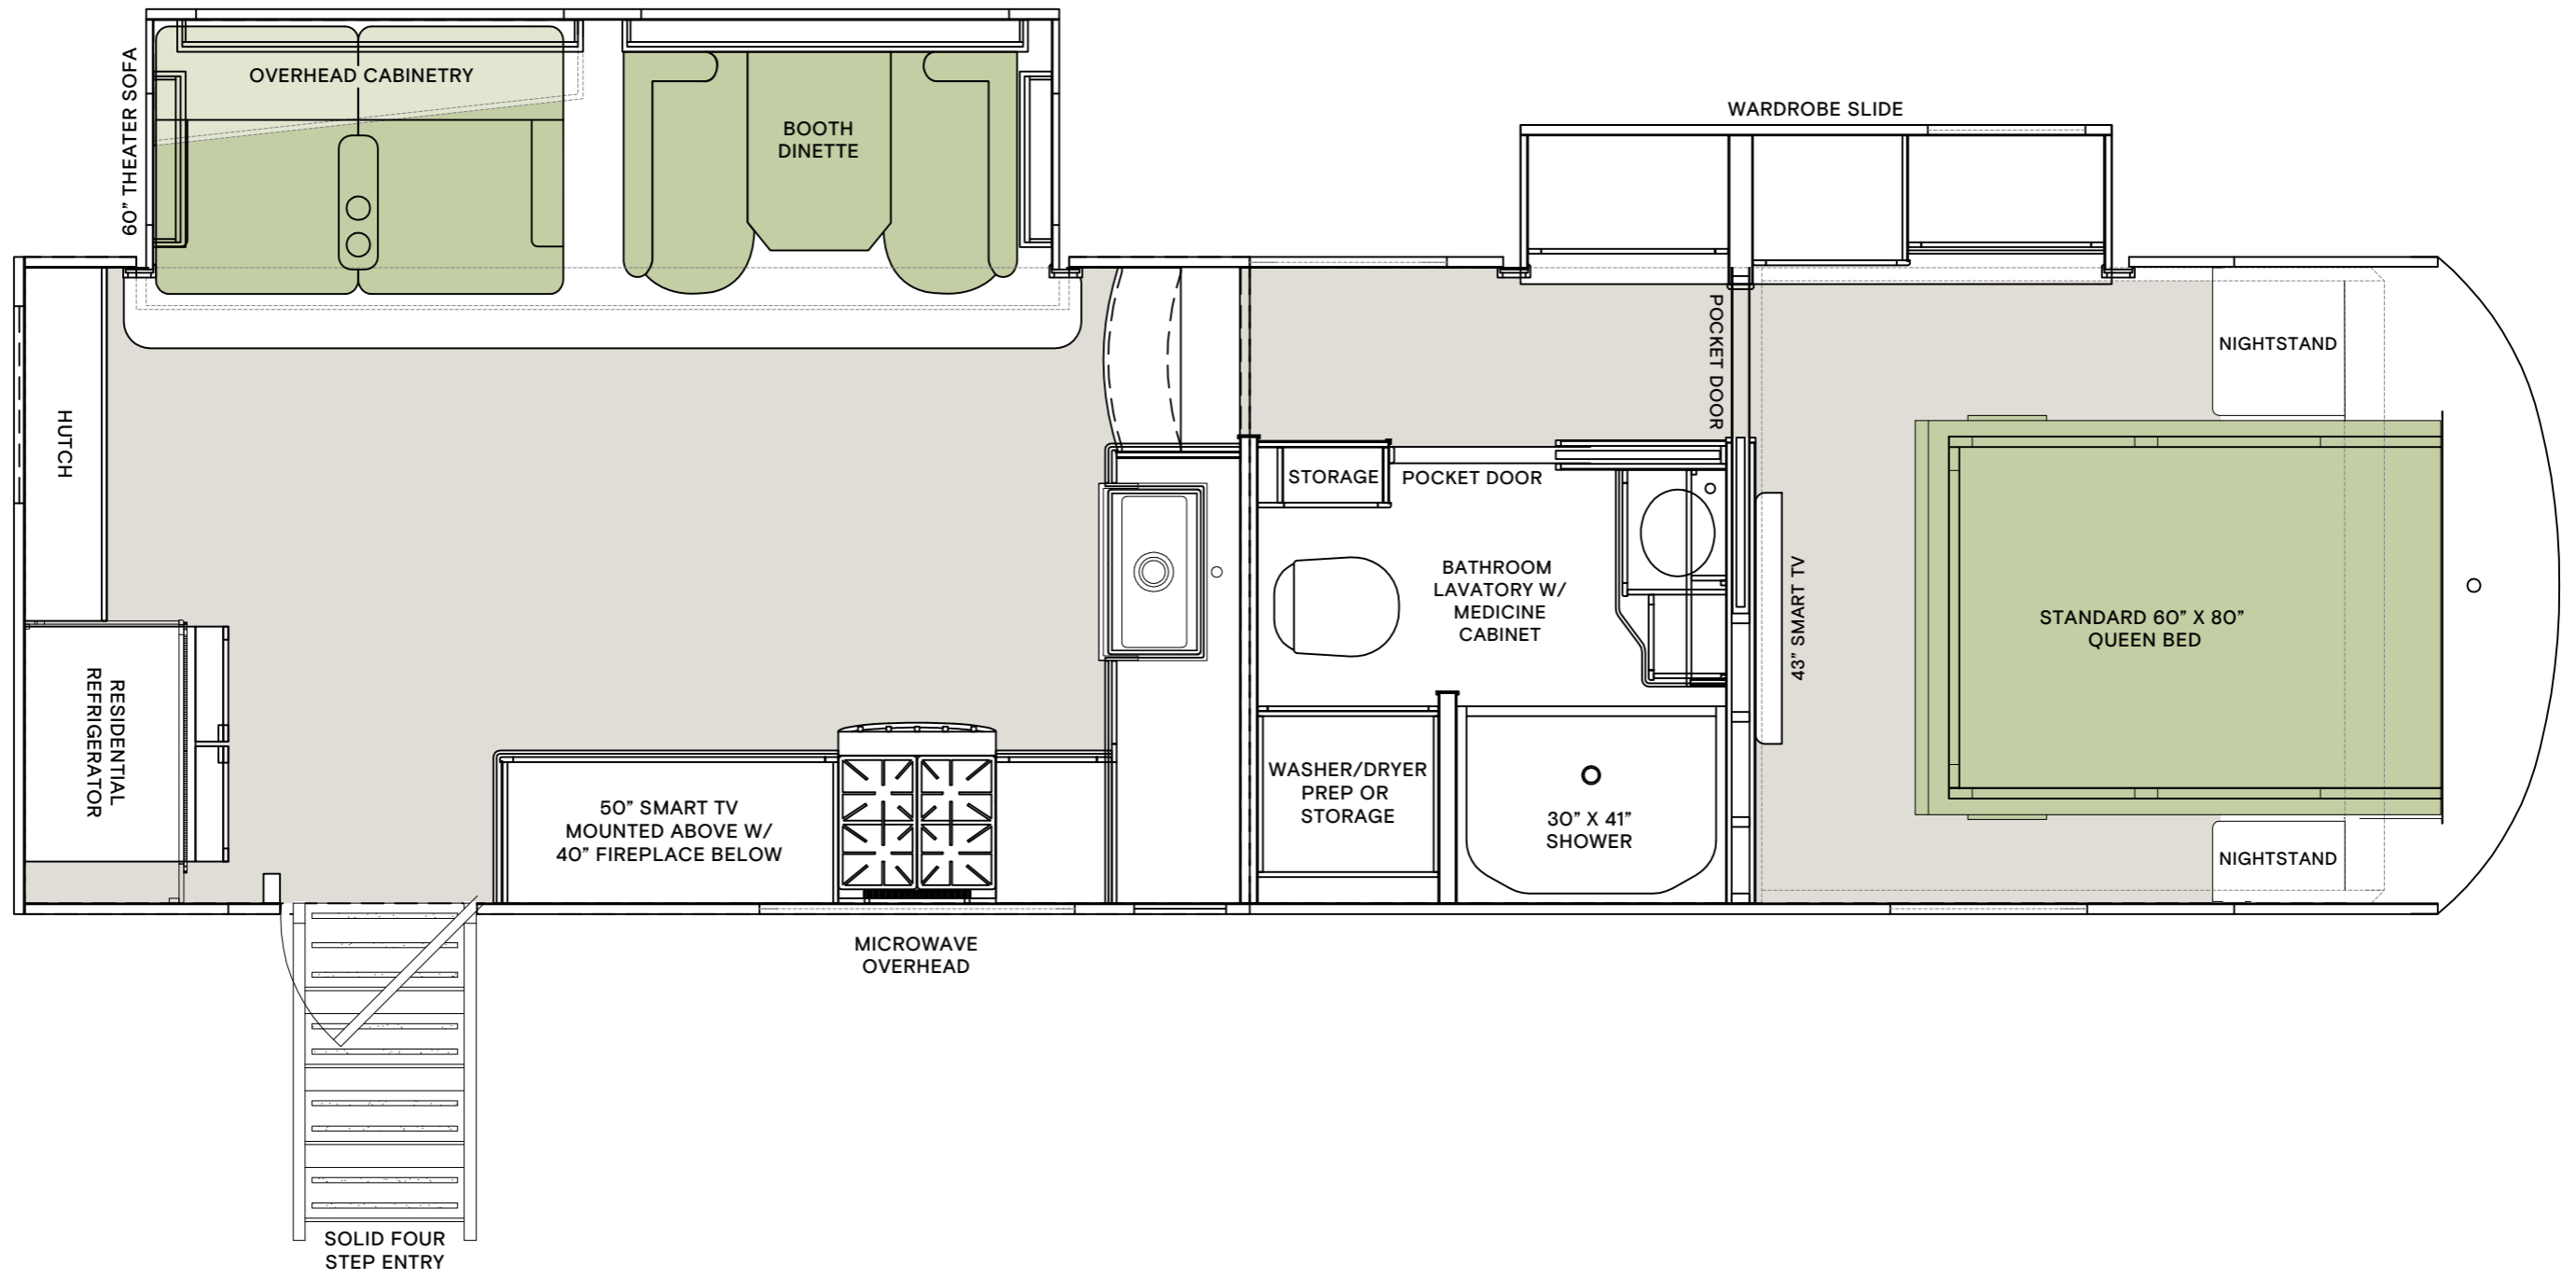 60” THEATER SOFA
OVERHEAD CABINETRY
BOOTH
DINETTE
WARDROBE SLIDE
HUTCH
RESIDENTIAL
REFRIGERATOR
50” SMART TV
MOUNTED ABOVE W/
40” FIREPLACE BELOW
MICROWAVE
OVERHEAD
SOLID FOUR
STEP ENTRY
STORAGE
POCKET DOOR
BATHROOM
LAVATORY W/
MEDICINE
CABINET
WASHER/DRYER
PREP OR
STORAGE
30” X 41”
SHOWER
POCKET DOOR
43” SMART TV
NIGHTSTAND
STANDARD 60” X 80”
QUEEN BED
NIGHTSTAND